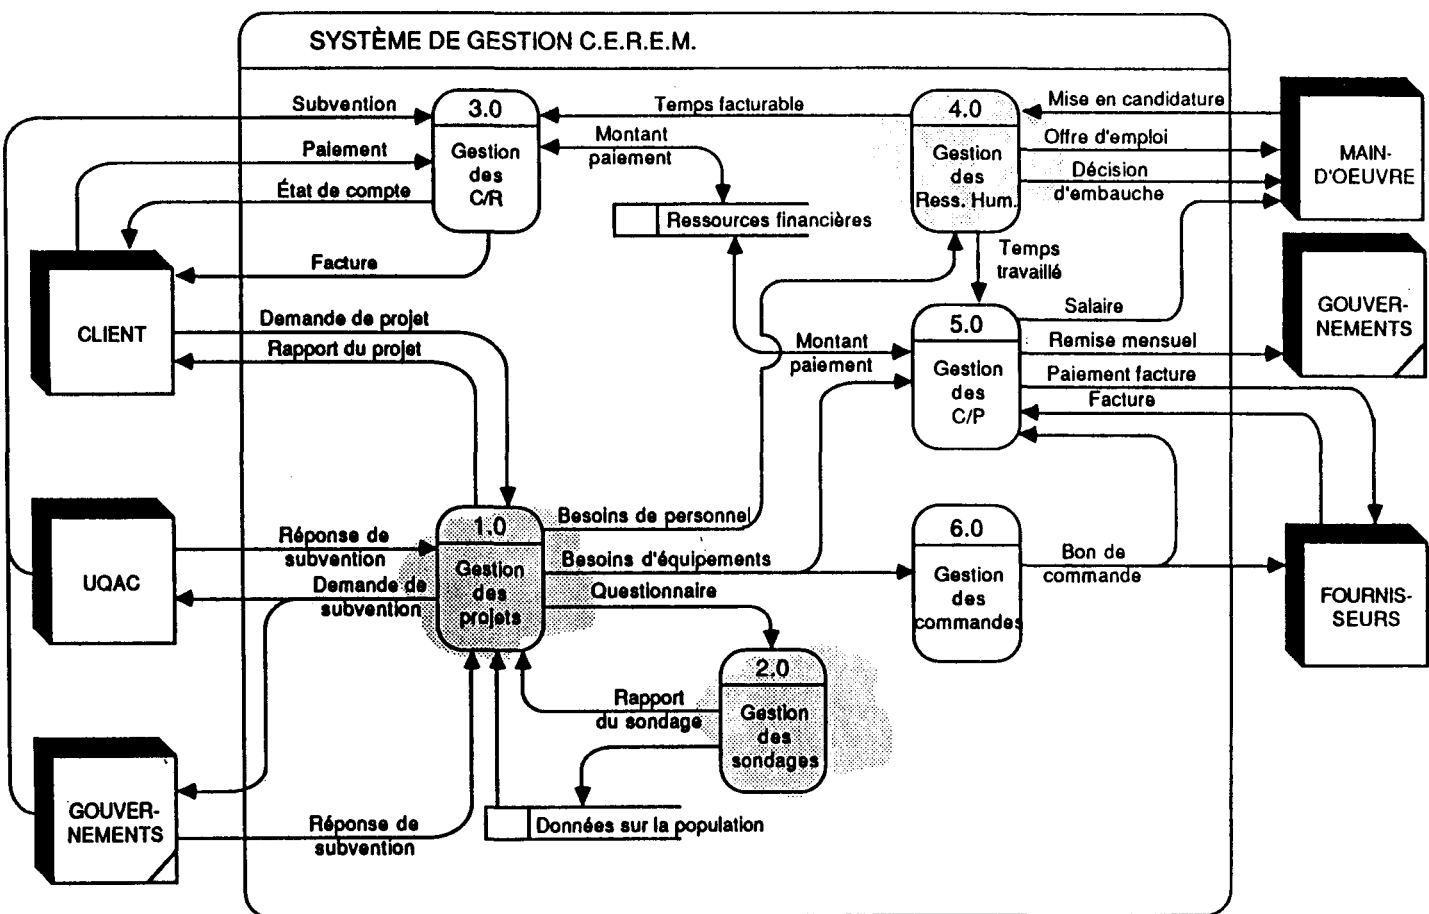 SYSTÈME DE GESTION C.E.R.E.M.
Subvention
3.0
Gestion
des
C/R
Temps facturable
4.0
Gestion
des
Ress. Hum.
Mise en candidature
Offre d'emploi
Décision
d'embauche
MAIN-
D'OEUVRE
Paiement
État de compte
Montant
paiement
Ressources financières
Facture
Temps
travaillé
CLIENT
Demande de projet
Rapport du projet
Montant
paiement
5.0
Gestion
des
C/P
Salaire
Remise mensuel
Paiement facture
Facture
GOUVER-
NEMENTS
UQAC
Réponse de
subvention
Demande de
subvention
1.0
Gestion
des
projets
Besoins de personnel
Besoins d'équipements
Questionnaire
6.0
Gestion
des
commandes
Bon de
commande
FOURNIS-
SEURS
2.0
Gestion
des
sondages
Rapport
du sondage
GOUVER-
NEMENTS
Réponse de
subvention
Données sur la population